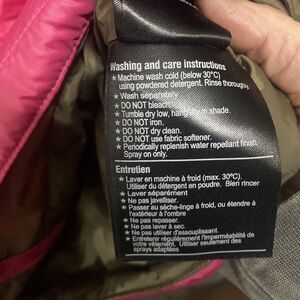 Washing and care instructions
★ Machine wash cold (below 30°C)
using powdered detergent. Rinse thoroughly
★ Wash separately
★ DO NOT bleach
★ Tumble dry low, hang in shade.
★ DO NOT iron.
★ DO NOT dry clean.
★ DO NOT use fabric softener.
★ Periodically replenish water repellant finish.
Spray on only.
Entretien
★ Laver en machine à froid (max. 30ºC).
Utiliser du détergent en poudre. Bien rincer
★ Laver séparément
★ Ne pas javelliser.
★ Passer au sèche-linge à froid, ou étendre à
l'extérieur à l'ombre
★ Ne pas repasser.
★ Ne pas laver à sec.
★ Ne pas utiliser d'assouplissant.
★ Entretenir régulièrement l'imperméabilité de
votre vêtement. Utiliser seulement des
sprays adaptées